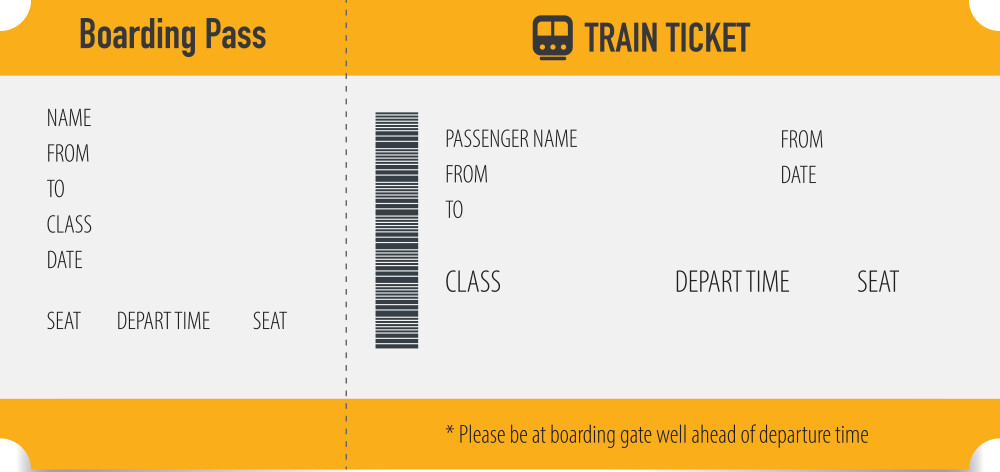 Boarding Pass
NAME
FROM
TO
CLASS
DATE
SEAT DEPART TIME SEAT
TRAIN TICKET
PASSENGER NAME FROM
FROM DATE
TO
CLASS DEPART TIME SEAT
* Please be at boarding gate well ahead of departure time